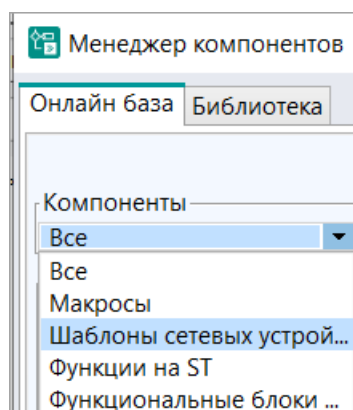 Менеджер компонентов
Онлайн база Библиотека
Компоненты
Все
Все
Макросы
Шаблоны сетевых устрой...
Функции на ST
Функциональные блоки ...